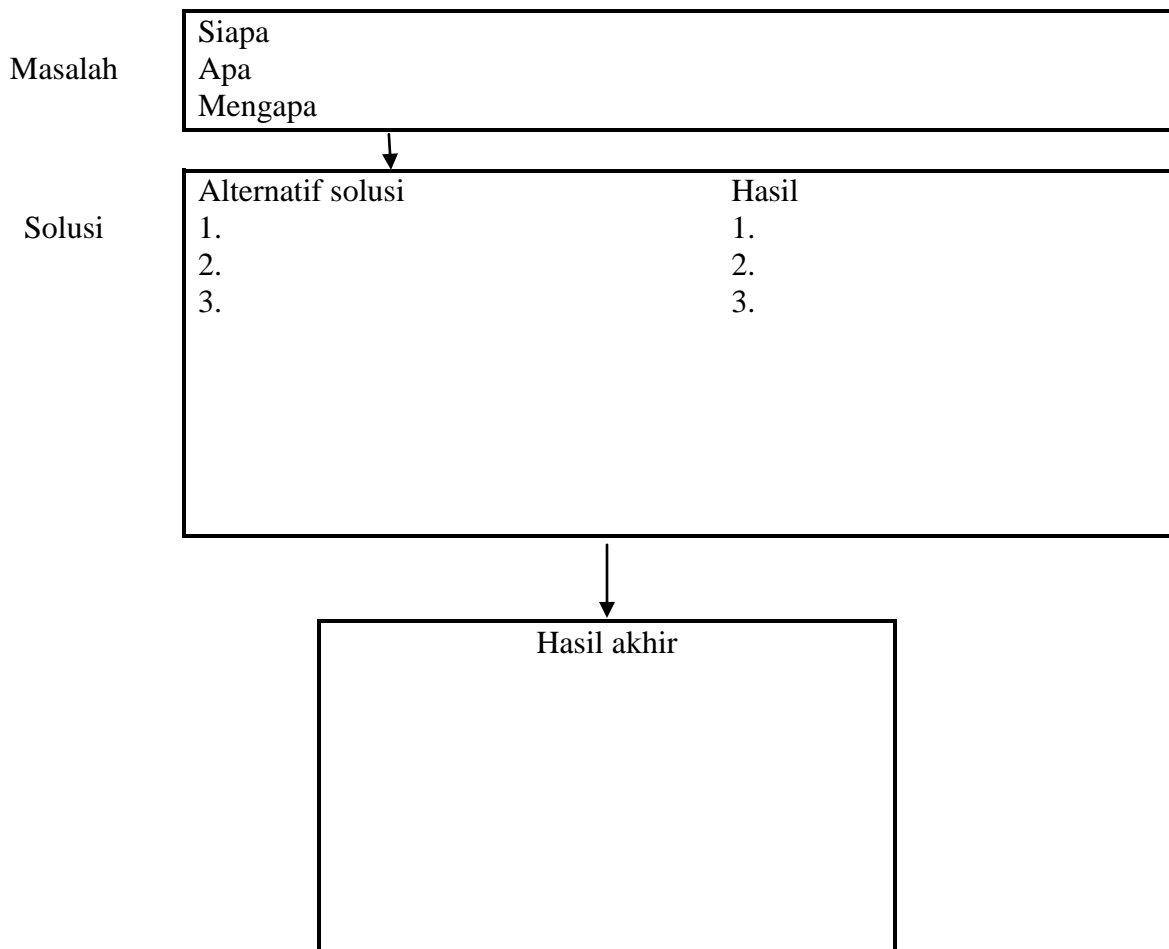 Masalah
Siapa
Apa
Mengapa
Solusi
Alternatif solusi Hasil
1. 1.
2. 2.
3. 3.
Hasil akhir